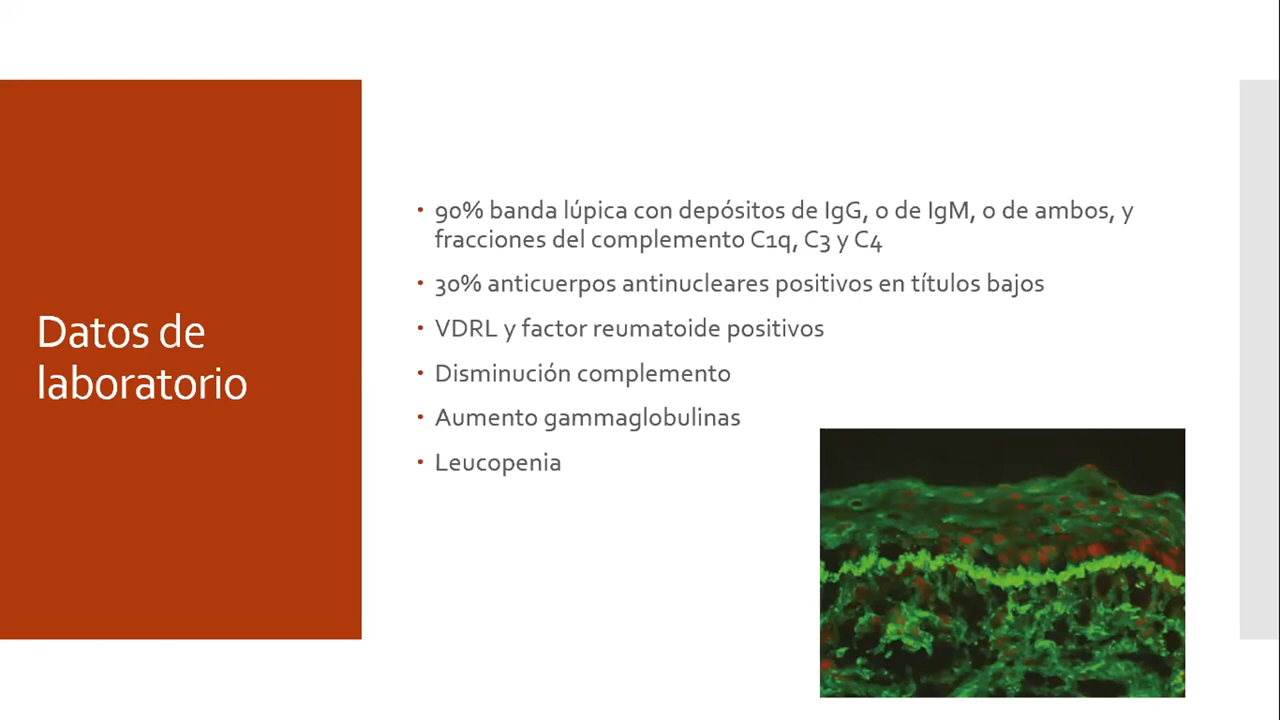 Datos de
laboratorio
• 90% banda lúpica con depósitos de IgG, o de IgM, o de ambos, y
fracciones del complemento C1q, C3 y C4
• 30% anticuerpos antinucleares positivos en títulos bajos
• VDRL y factor reumatoide positivos
• Disminución complemento
• Aumento gammaglobulinas
• Leucopenia